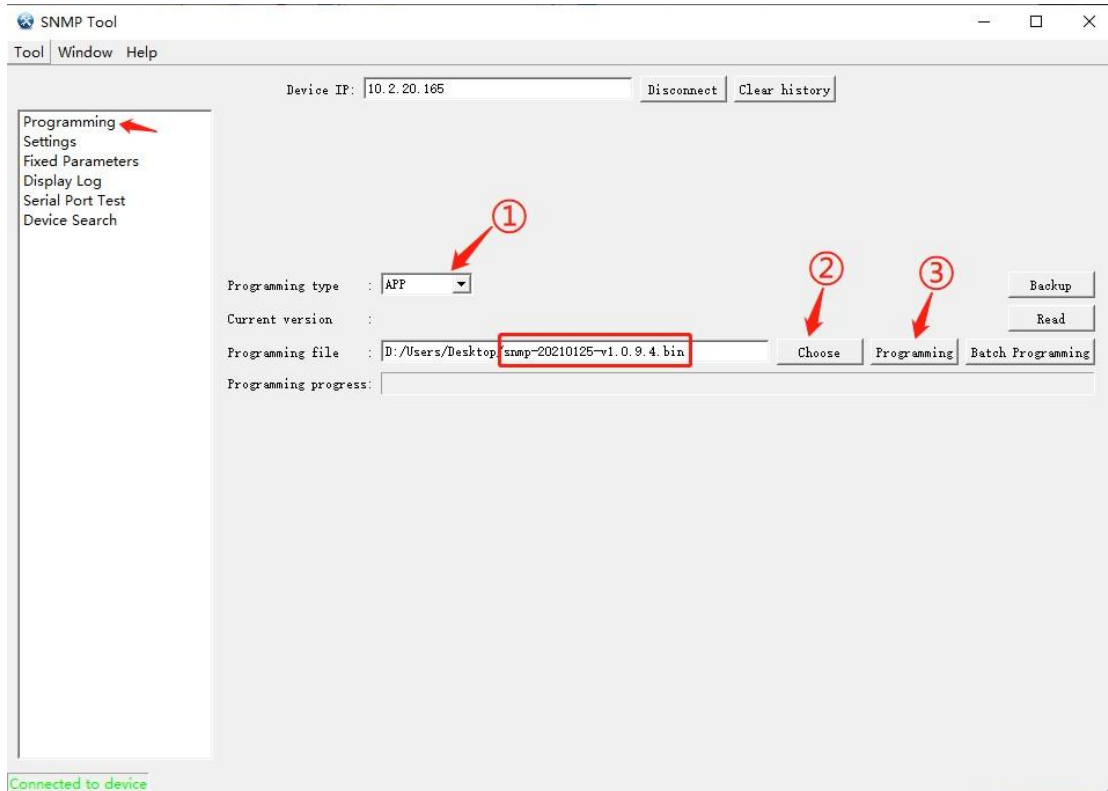 SNMP Tool
Tool Window Help
Device IP: 10.2.20.165 Disconnect Clear history
Programming
Settings
Fixed Parameters
Display Log
Serial Port Test
Device Search
①
②
③
Programming type : APP Backup
Current version : Read
Programming file : D:/Users/Desktop/snmp-20210125-v1.0.9.4.bin Choose Programming Batch Programming
Programming progress:
Connected to device